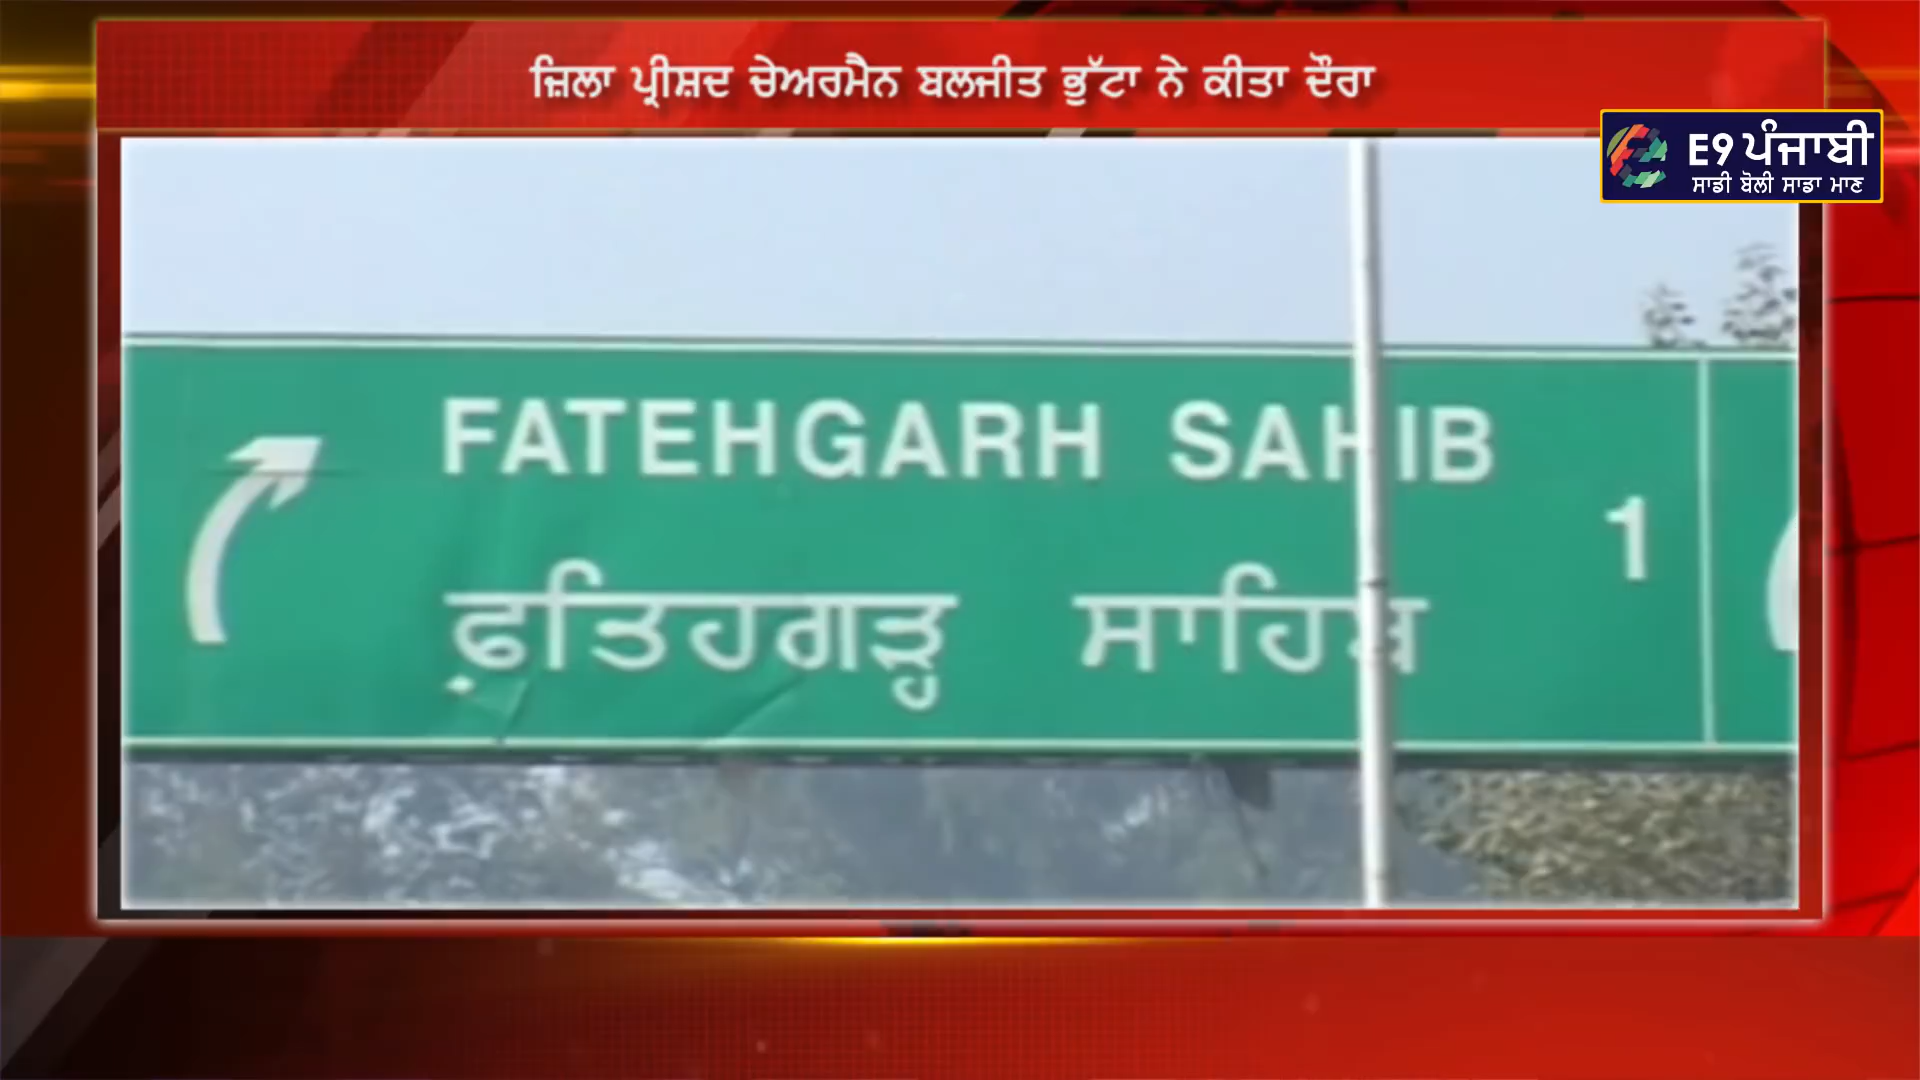 ਜ਼ਿਲਾ ਪ੍ਰੀਸ਼ਦ ਚੇਅਰਮੈਨ ਬਲਜੀਤ ਭੁੱਟਾ ਨੇ ਕੀਤਾ ਦੌਰਾ
E9 ਪੰਜਾਬੀ
ਸਾਡੀ ਬੋਲੀ ਸਾਡਾ ਮਾਣ
FATEHGARH SAHIB
1
ਫ਼ਤਿਹਗੜ੍ਹ ਸਾਹਿਬ